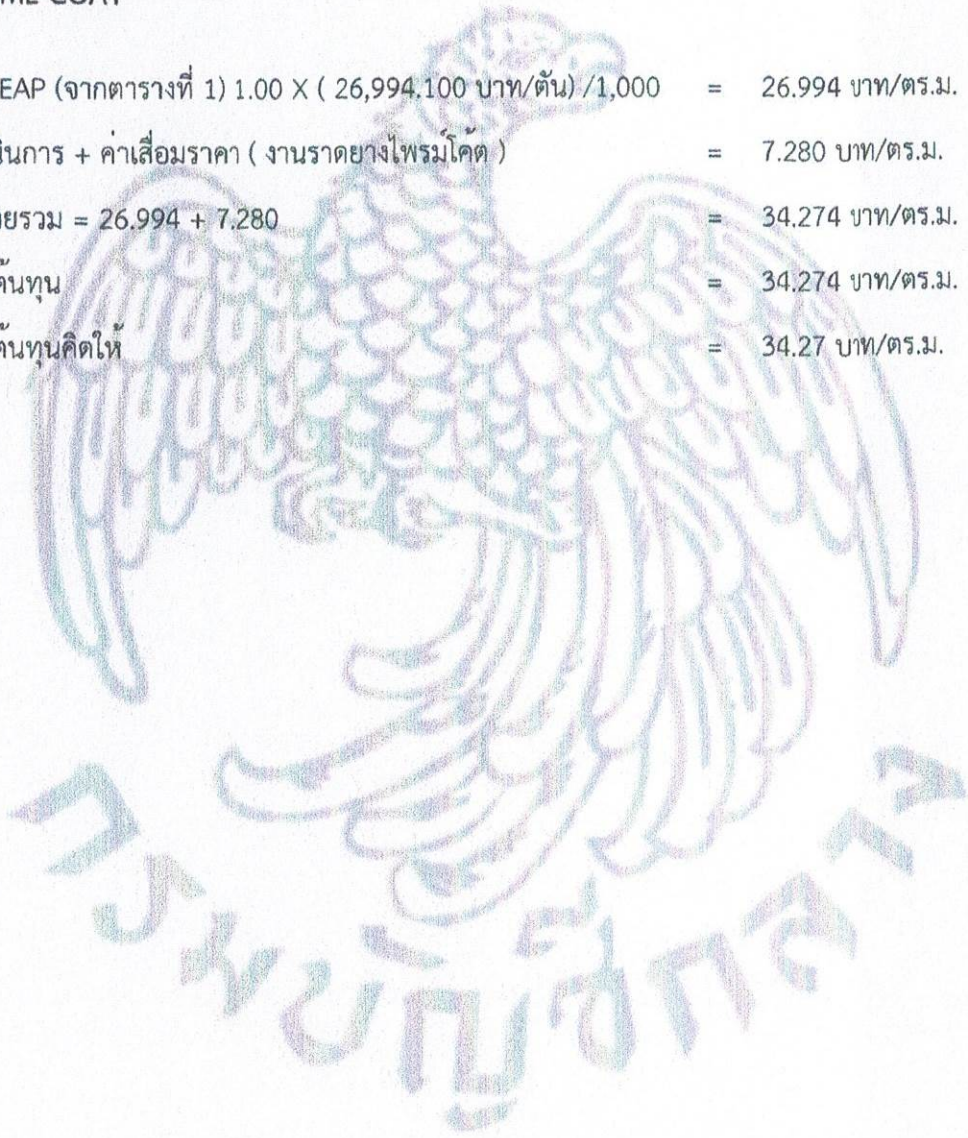 EAP (จากตารางที่ 1) 1.00 X ( 26,994.100 บาท/ตัน) /1,000 = 26.994 บาท/ตร.ม.
นินการ + ค่าเสื่อมราคา ( งานราดยางไพรม์โค้ต ) = 7.280 บาท/ตร.ม.
ยรวม = 26.994 + 7.280 = 34.274 บาท/ตร.ม.
ต้นทุน = 34.274 บาท/ตร.ม.
ต้นทุนคิดให้ = 34.27 บาท/ตร.ม.
กรมบัญชีกลาง